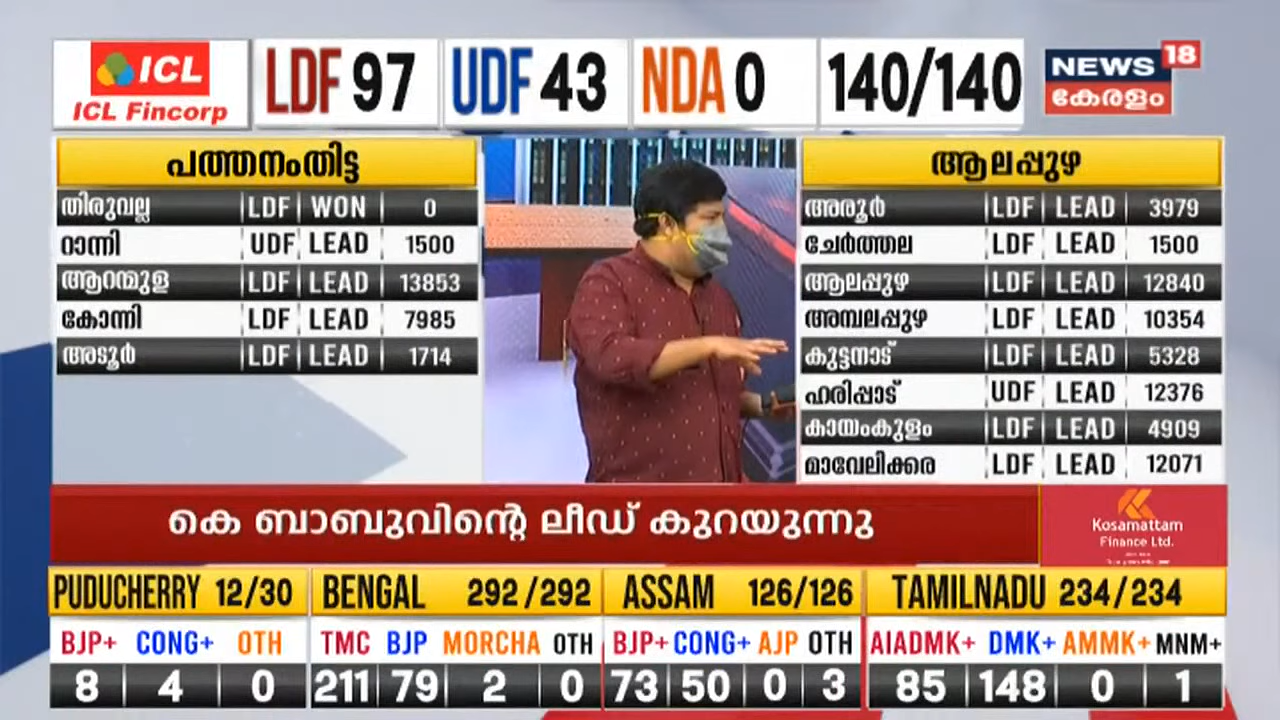 ICL
ICL Fincorp
LDF 97
UDF 43
NDA 0
140/140
NEWS 18
കേരളം
പത്തനംതിട്ട
തിരുവല്ല LDF WON 0
റാന്നി UDF LEAD 1500
ആറന്മുള LDF LEAD 13853
കോന്നി LDF LEAD 7985
അടൂർ LDF LEAD 1714
ആലപ്പുഴ
അരൂർ LDF LEAD 3979
ചേർത്തല LDF LEAD 1500
ആലപ്പുഴ LDF LEAD 12840
അമ്പലപ്പുഴ LDF LEAD 10354
കുട്ടനാട് LDF LEAD 5328
ഹരിപ്പാട് UDF LEAD 12376
കായംകുളം LDF LEAD 4909
മാവേലിക്കര LDF LEAD 12071
കെ ബാബുവിന്റെ ലീഡ് കുറയുന്നു
Kosamattam
Finance Ltd.
PUDUCHERRY 12/30
BJP+ CONG+ OTH
8 4 0
BENGAL 292/292
TMC BJP MORCHA OTH
211 79 2 0
ASSAM 126/126
BJP+ CONG+ AJP OTH
73 50 0 3
TAMILNADU 234/234
AIADMK+ DMK+ AMMK+ MNM+
85 148 0 1